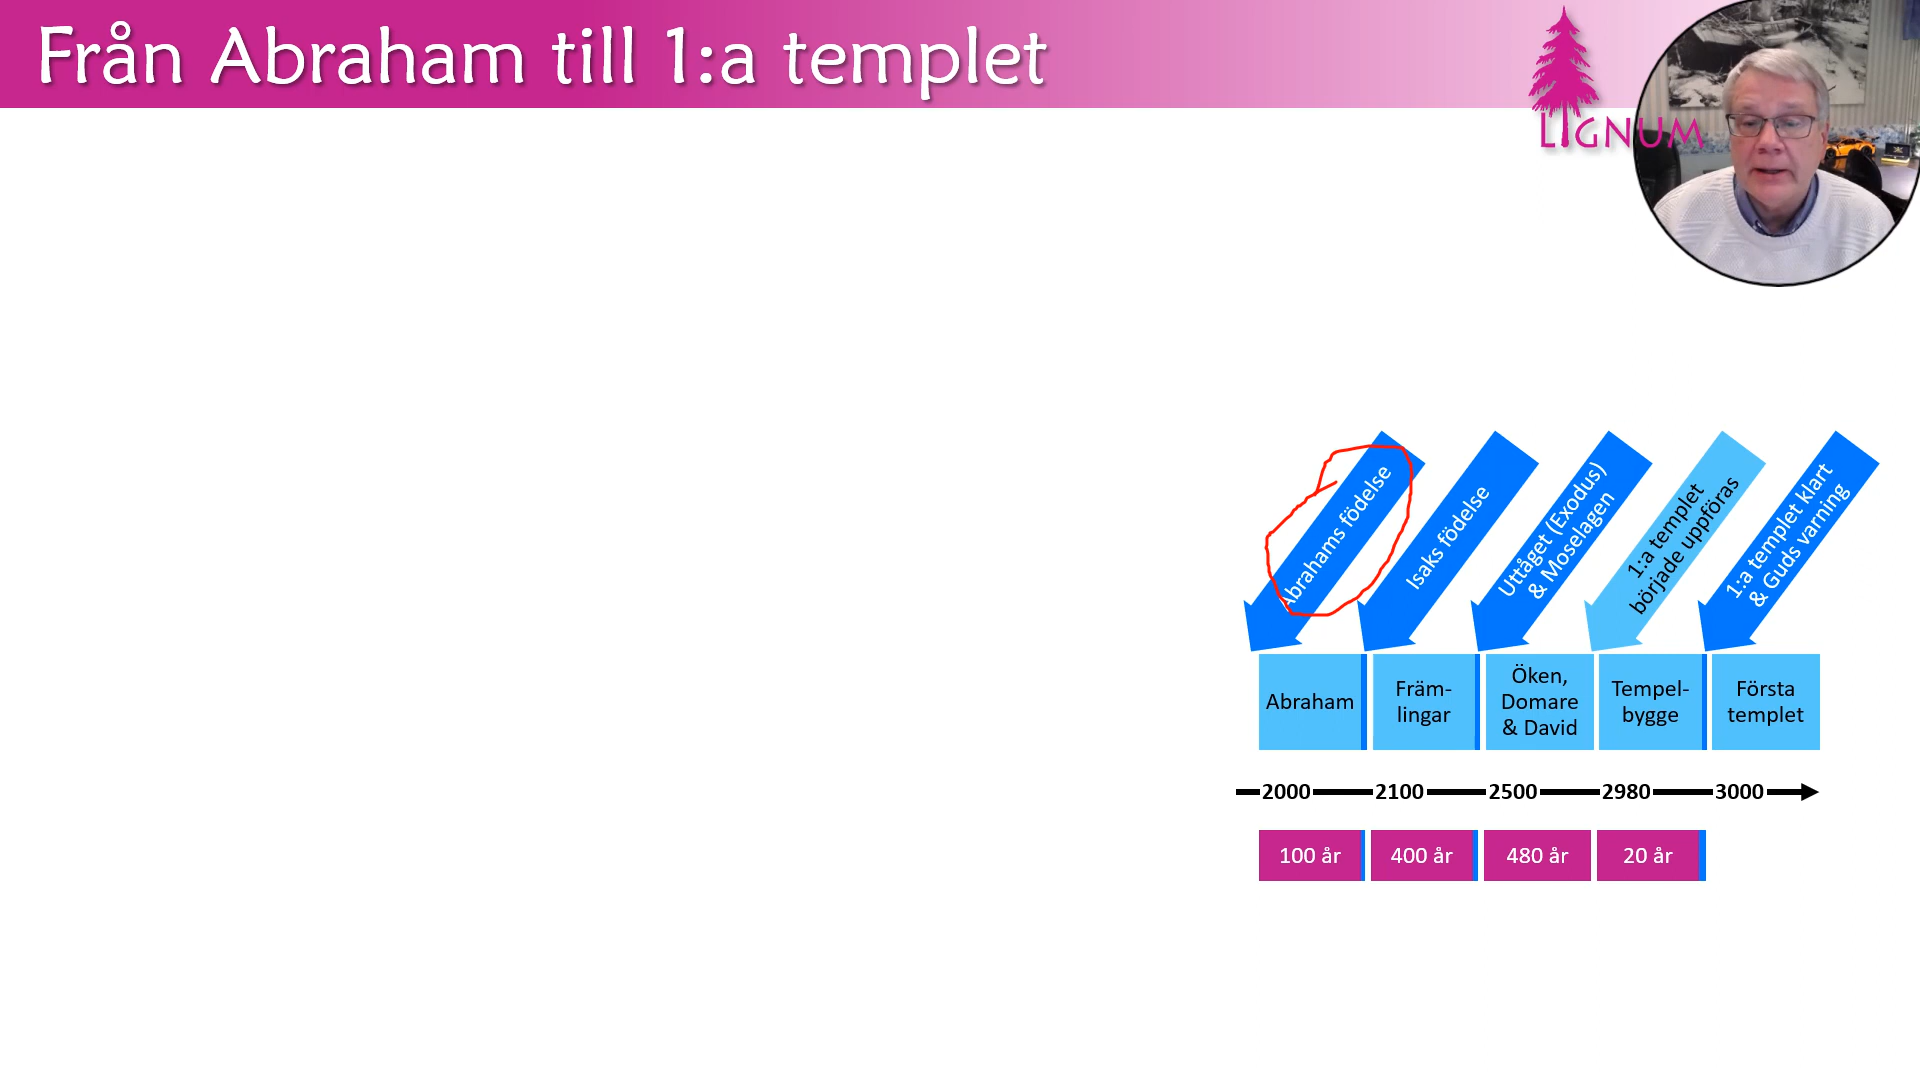 Från Abraham till 1:a templet
LIGNUM
Abrahams födelse
Isaks födelse
Uttåget (Exodus)
& Moselagen
1:a templet
började uppföras
1:a templet klart
& Guds varning
Abraham
Främ-
lingar
Öken,
Domare
& David
Tempel-
bygge
Första
templet
2000 2100 2500 2980 3000
100 år 400 år 480 år 20 år